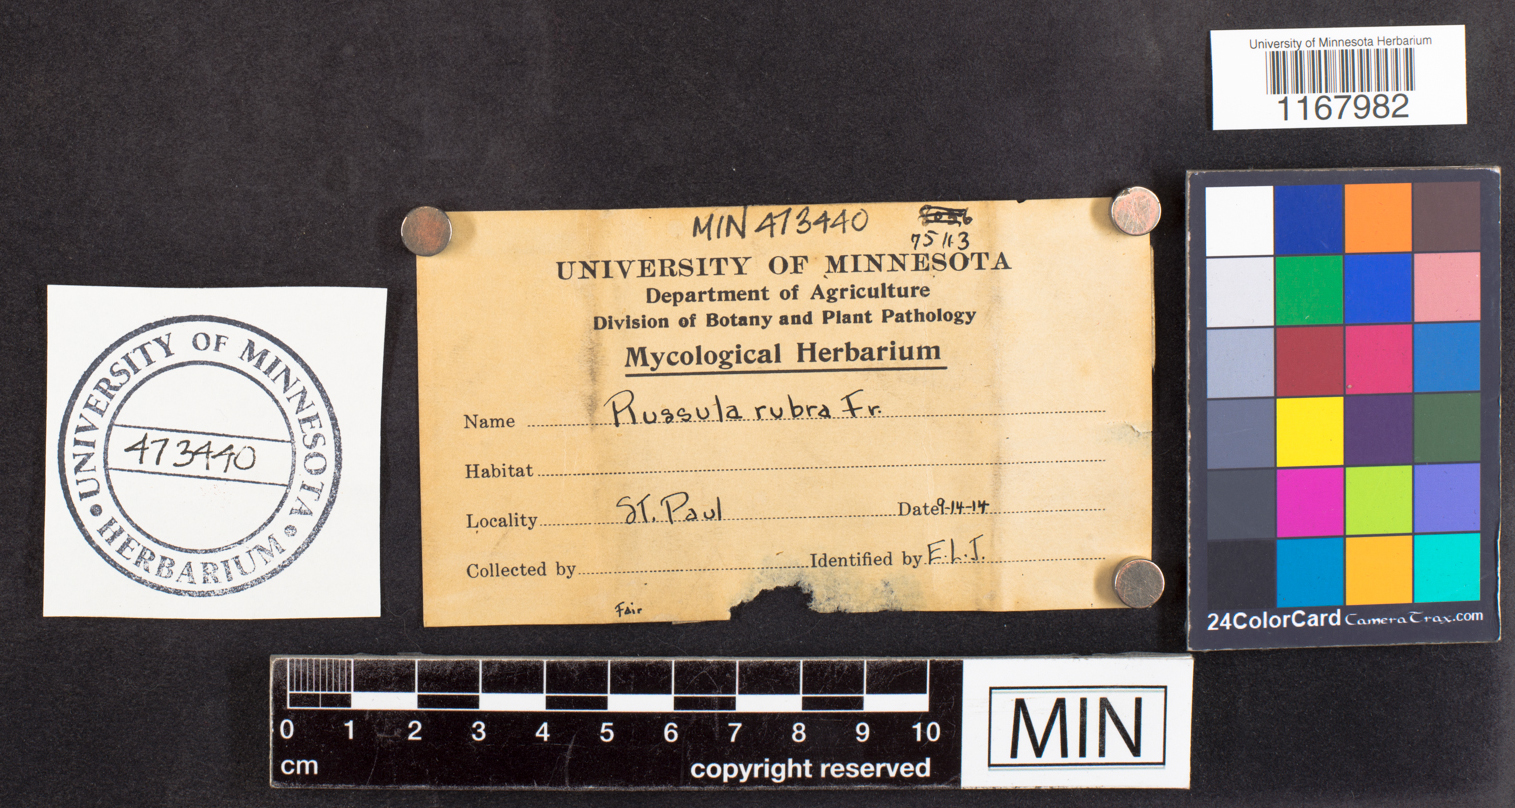 University of Minnesota Herbarium
1167982
MIN 473440
75113
UNIVERSITY OF MINNESOTA
Department of Agriculture
Division of Botany and Plant Pathology
Mycological Herbarium
Name Russula rubra Fr.
Habitat
Locality St. Paul Date 9-14-14
Collected by Identified by E.L.J.
Fair
UNIVERSITY OF MINNESOTA
473440
HERBARIUM
24ColorCard CameraTrax.com
0 1 2 3 4 5 6 7 8 9 10
cm copyright reserved
MIN